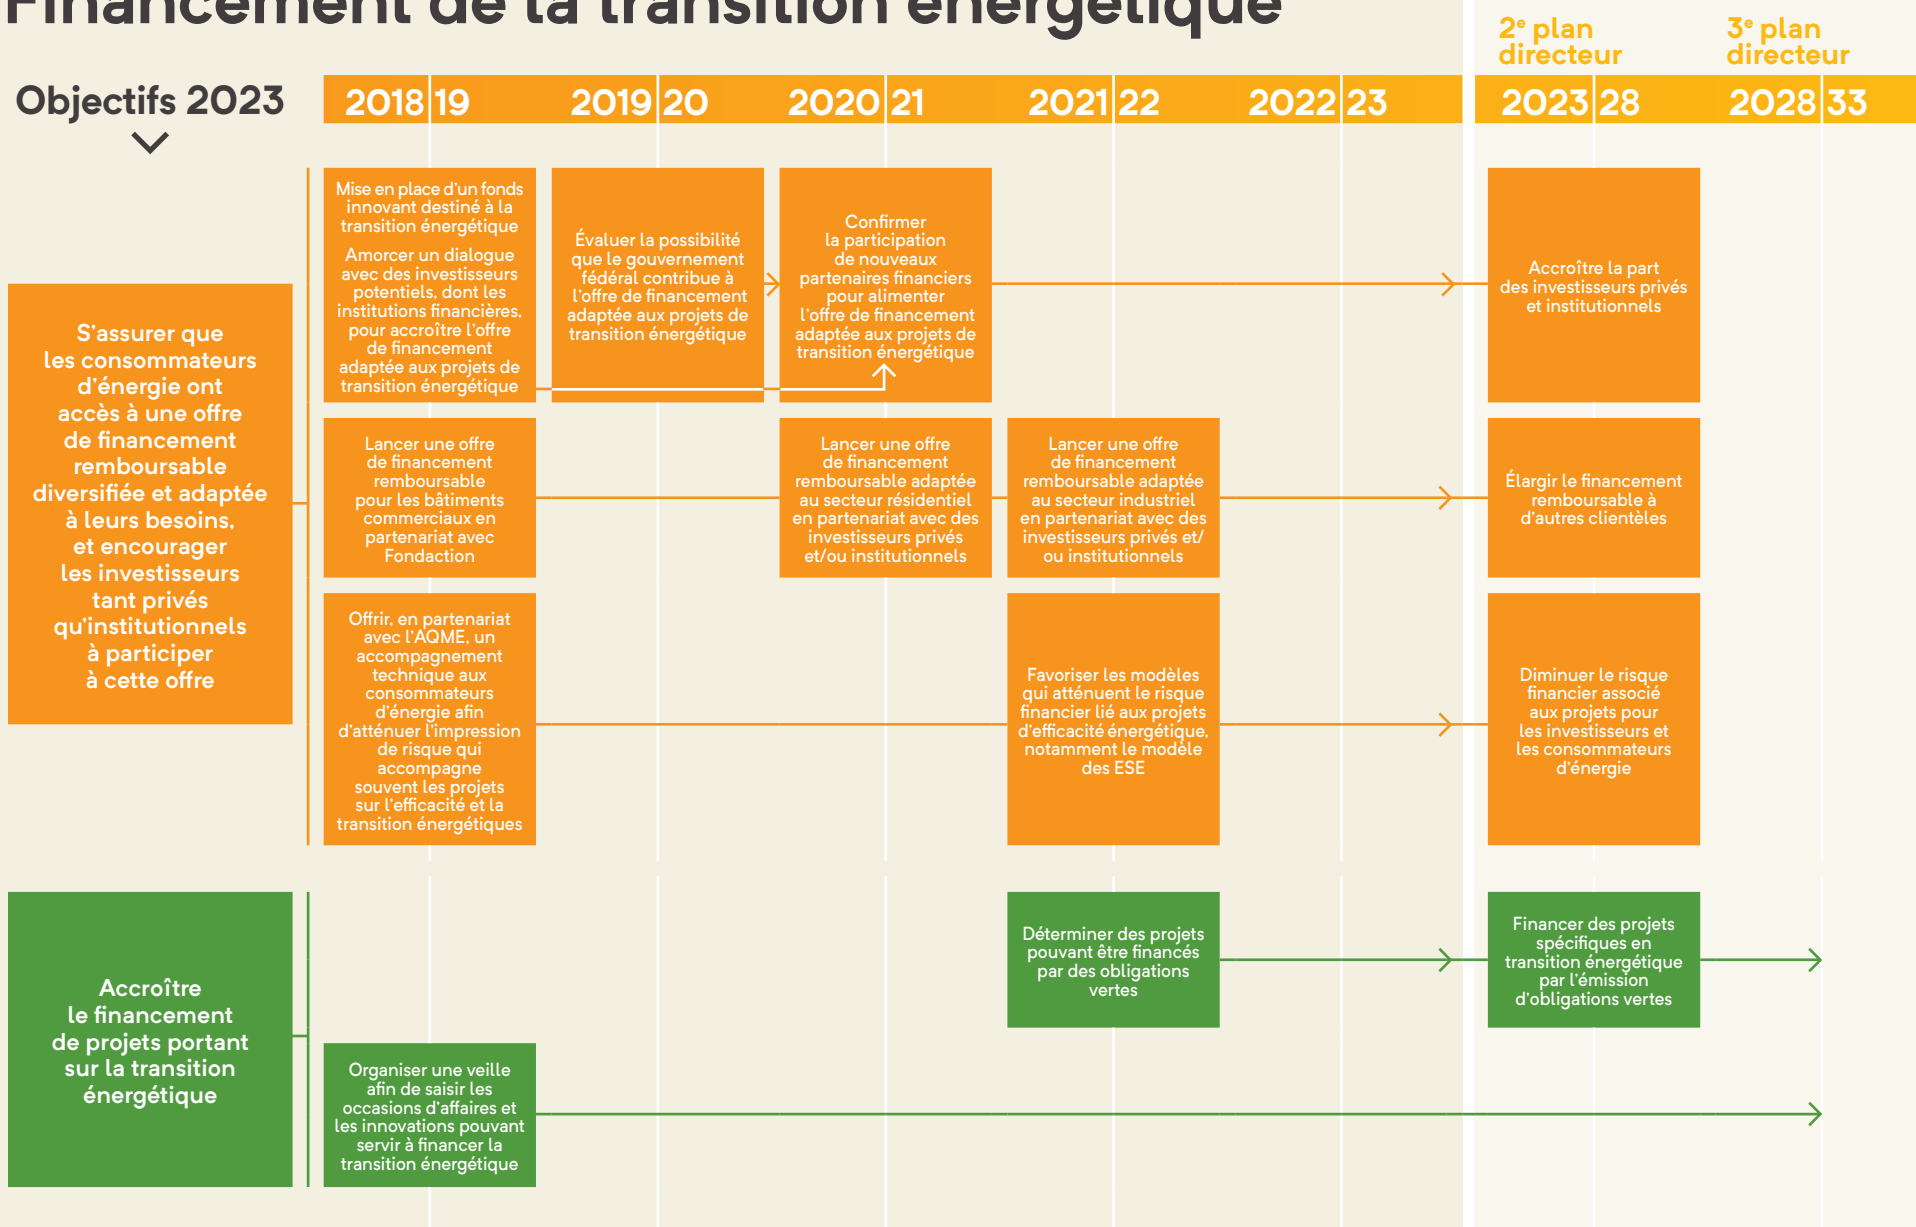 Financement de la transition énergétique
2e plan
directeur
3e plan
directeur
Objectifs 2023
2018 19
2019 20
2020 21
2021 22
2022 23
2023 28
2028 33
S'assurer que
les consommateurs
d'énergie ont
accès à une offre
de financement
remboursable
diversifiée et adaptée
à leurs besoins,
et encourager
les investisseurs
tant privés
qu'institutionnels
à participer
à cette offre
Mise en place d'un fonds
innovant destiné à la
transition énergétique
Amorcer un dialogue
avec des investisseurs
potentiels, dont les
institutions financières,
pour accroître l'offre
de financement
adaptée aux projets de
transition énergétique
Évaluer la possibilité
que le gouvernement
fédéral contribue à
l'offre de financement
adaptée aux projets de
transition énergétique
Confirmer
la participation
de nouveaux
partenaires financiers
pour alimenter
l'offre de financement
adaptée aux projets de
transition énergétique
Accroître la part
des investisseurs privés
et institutionnels
Lancer une offre
de financement
remboursable
pour les bâtiments
commerciaux en
partenariat avec
Fondaction
Lancer une offre
de financement
remboursable adaptée
au secteur résidentiel
en partenariat avec des
investisseurs privés
et/ou institutionnels
Lancer une offre
de financement
remboursable adaptée
au secteur industriel
en partenariat avec des
investisseurs privés et/
ou institutionnels
Élargir le financement
remboursable à
d'autres clientèles
Offrir, en partenariat
avec l'AQME, un
accompagnement
technique aux
consommateurs
d'énergie afin
d'atténuer l'impression
de risque qui
accompagne
souvent les projets
sur l'efficacité et la
transition énergétiques
Favoriser les modèles
qui atténuent le risque
financier lié aux projets
d'efficacité énergétique,
notamment le modèle
des ESE
Diminuer le risque
financier associé
aux projets pour
les investisseurs et
les consommateurs
d'énergie
Accroître
le financement
de projets portant
sur la transition
énergétique
Déterminer des projets
pouvant être financés
par des obligations
vertes
Financer des projets
spécifiques en
transition énergétique
par l'émission
d'obligations vertes
Organiser une veille
afin de saisir les
occasions d'affaires et
les innovations pouvant
servir à financer la
transition énergétique